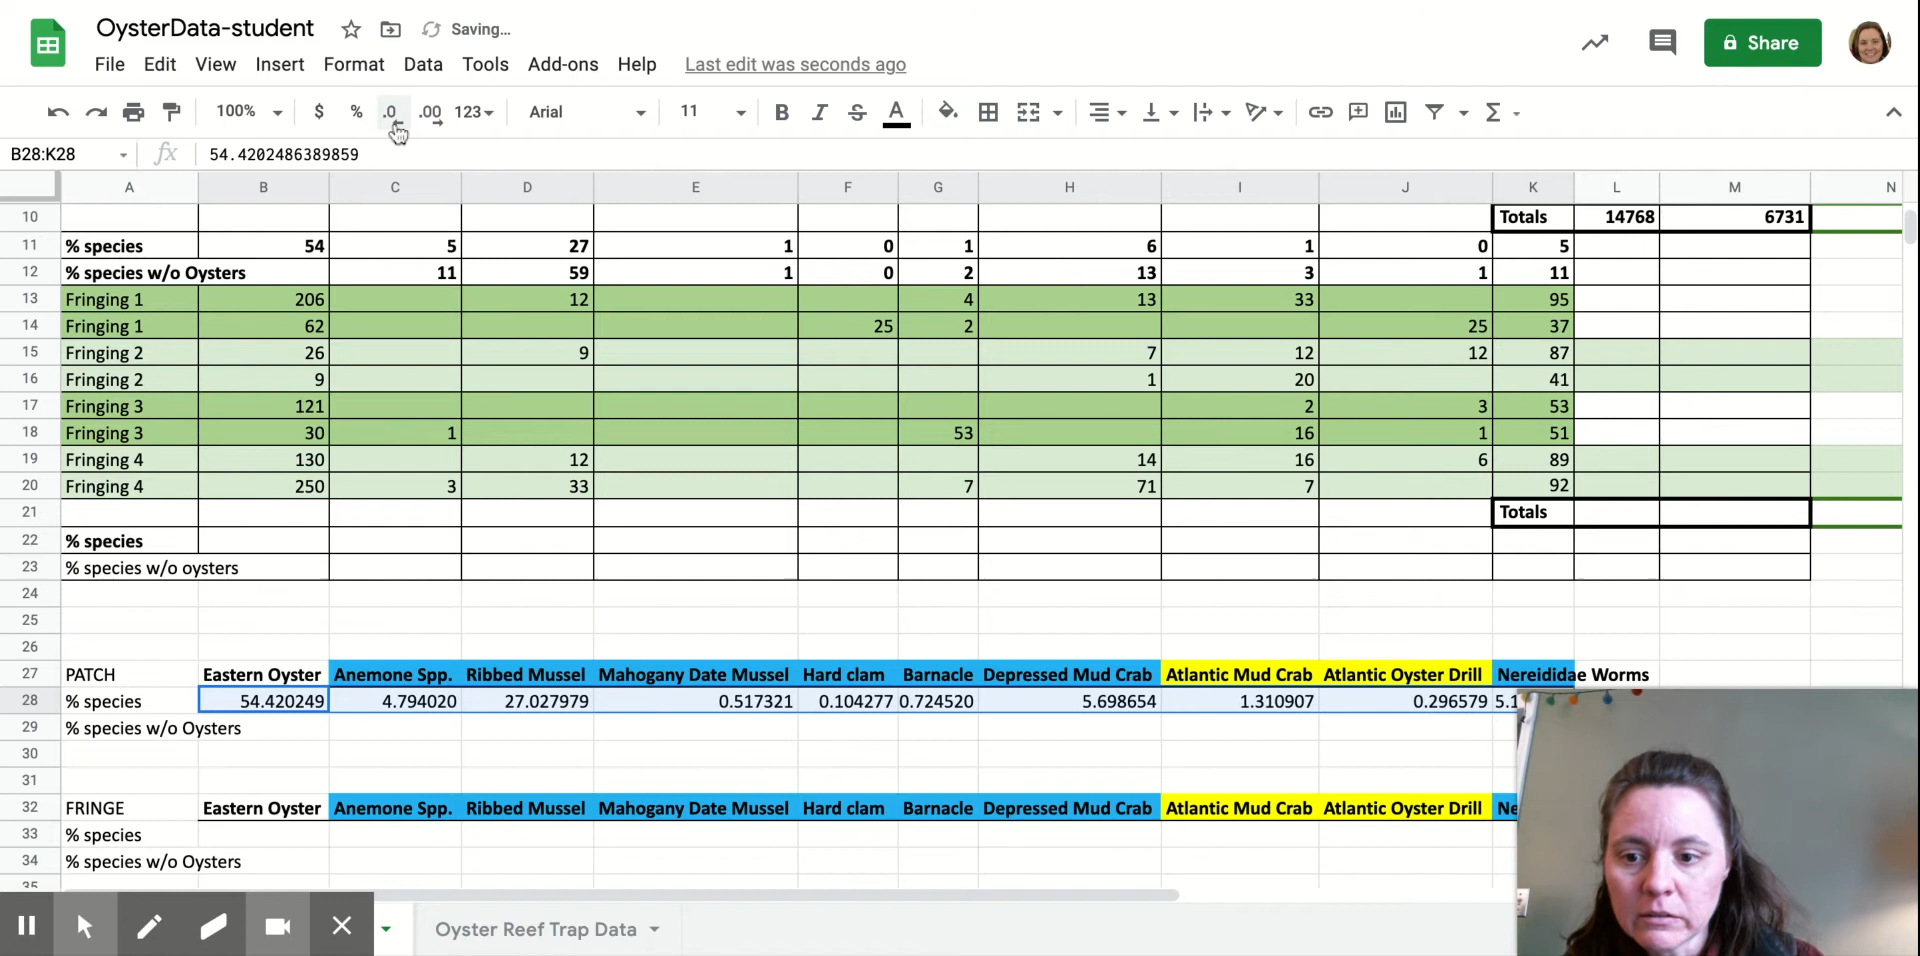 OysterData-student Saving...
File Edit View Insert Format Data Tools Add-ons Help Last edit was seconds ago
Share
100% $ % .0 .00 123 Arial 11 B I S A
B28:K28 fx 54.4202486389859
A B C D E F G H I J K L M N
10 Totals 14768 6731
11 % species 54 5 27 1 0 1 6 1 0 5
12 % species w/o Oysters 11 59 1 0 2 13 3 1 11
13 Fringing 1 206 12 4 13 33 95
14 Fringing 1 62 25 2 25 37
15 Fringing 2 26 9 7 12 12 87
16 Fringing 2 9 1 20 41
17 Fringing 3 121 2 3 53
18 Fringing 3 30 1 53 16 1 51
19 Fringing 4 130 12 14 16 6 89
20 Fringing 4 250 3 33 7 71 7 92
21 Totals
22 % species
23 % species w/o oysters
24
25
26
27 PATCH Eastern Oyster Anemone Spp. Ribbed Mussel Mahogany Date Mussel Hard clam Barnacle Depressed Mud Crab Atlantic Mud Crab Atlantic Oyster Drill Nereididae Worms
28 % species 54.420249 4.794020 27.027979 0.517321 0.104277 0.724520 5.698654 1.310907 0.296579 5.1
29 % species w/o Oysters
30
31
32 FRINGE Eastern Oyster Anemone Spp. Ribbed Mussel Mahogany Date Mussel Hard clam Barnacle Depressed Mud Crab Atlantic Mud Crab Atlantic Oyster Drill Ne
33 % species
34 % species w/o Oysters
35
Oyster Reef Trap Data